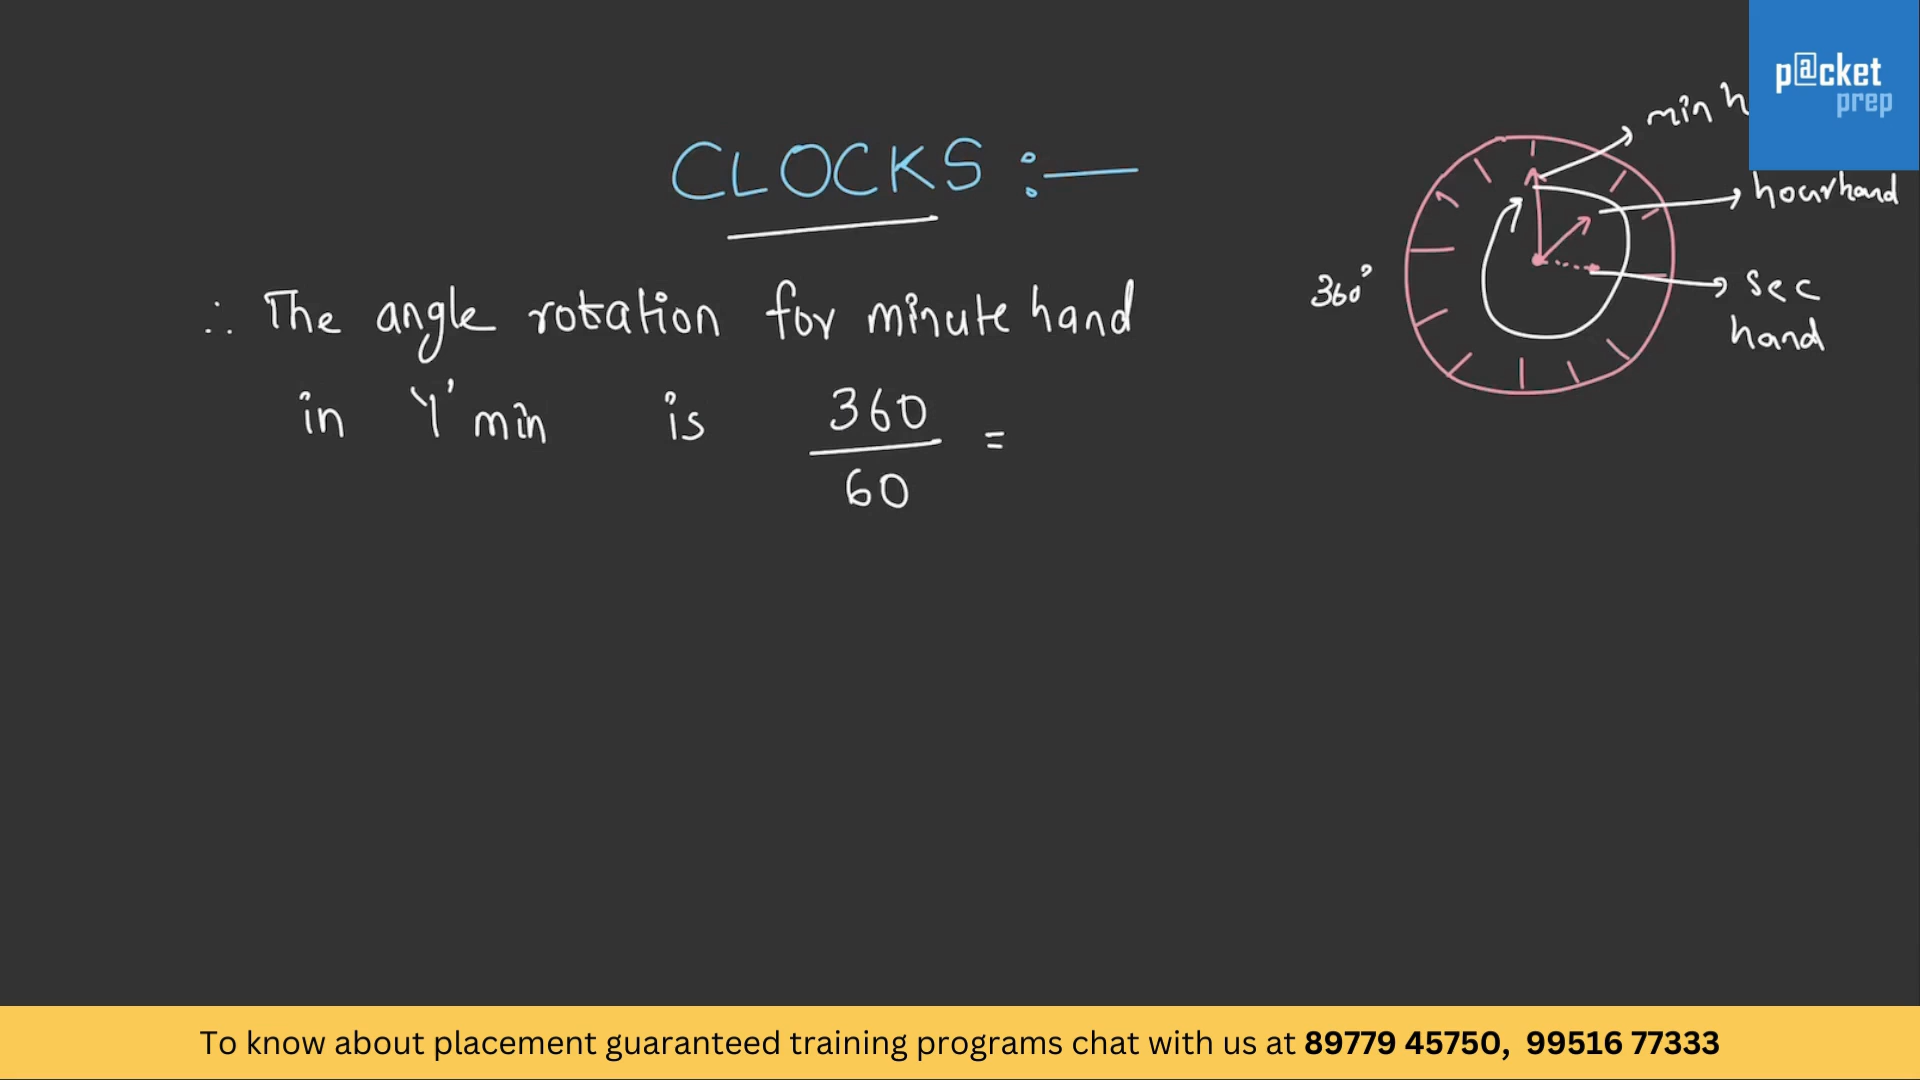 p@cket
prep
min h
CLOCKS :—
hourhand
360°
sec
hand
∴ The angle rotation for minute hand
in '1' min is 360/60 =
To know about placement guaranteed training programs chat with us at 89779 45750, 99516 77333